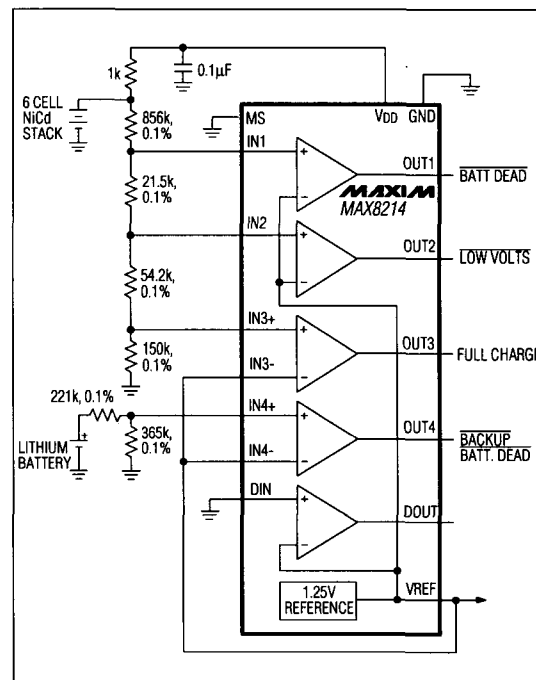 1k
0.1µF
6 CELL
NiCd
STACK
856k,
0.1%
MS
VDD
GND
IN1
OUT1
BATT DEAD
MAXIM
MAX8214
21.5k,
0.1%
IN2
OUT2
LOW VOLTS
54.2k,
0.1%
IN3+
OUT3
FULL CHARGE
150k,
0.1%
IN3-
221k, 0.1%
IN4+
OUT4
BACKUP
BATT. DEAD
365k,
0.1%
LITHIUM
BATTERY
IN4-
DIN
DOUT
1.25V
REFERENCE
VREF